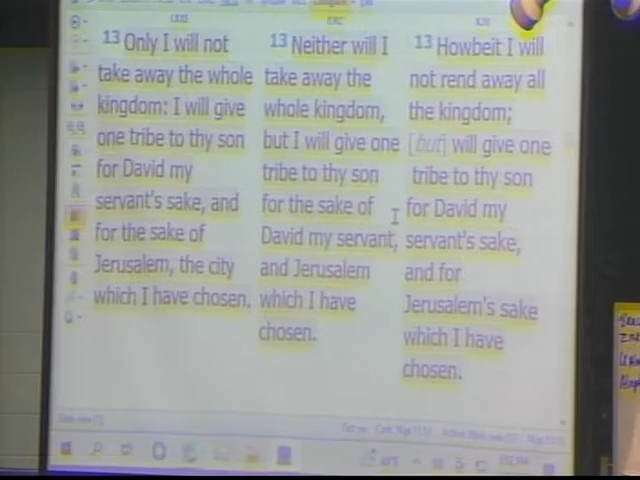 LXXE
DRC
KJV
13 Only I will not
take away the whole
kingdom: I will give
one tribe to thy son
for David my
servant's sake, and
for the sake of
Jerusalem, the city
which I have chosen.
13 Neither will I
take away the
whole kingdom,
but I will give one
tribe to thy son
for the sake of
David my servant,
and Jerusalem
which I have
chosen.
13 Howbeit I will
not rend away all
the kingdom;
[but] will give one
tribe to thy son
for David my
servant's sake,
and for
Jerusalem's sake
which I have
chosen.